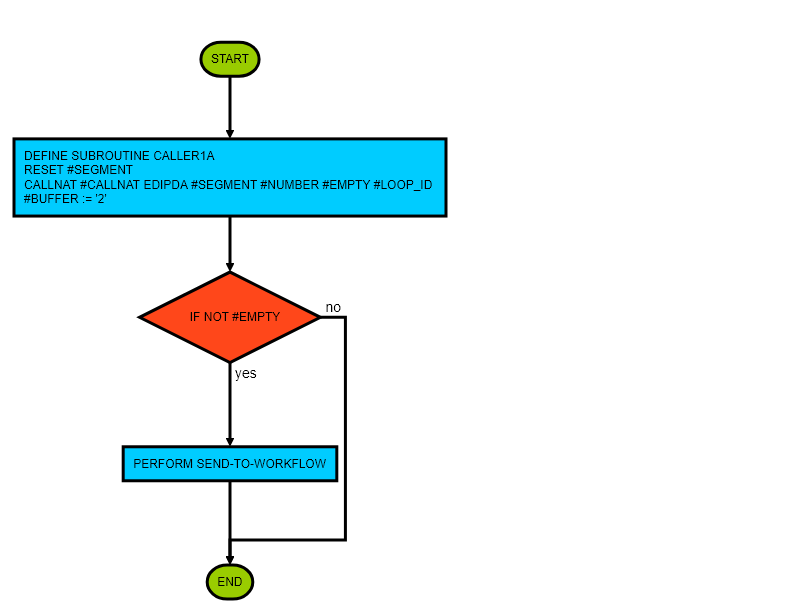 START
DEFINE SUBROUTINE CALLER1A
RESET #SEGMENT
CALLNAT #CALLNAT EDIPDA #SEGMENT #NUMBER #EMPTY #LOOP_ID
#BUFFER := '2'
IF NOT #EMPTY
no
yes
PERFORM SEND-TO-WORKFLOW
END